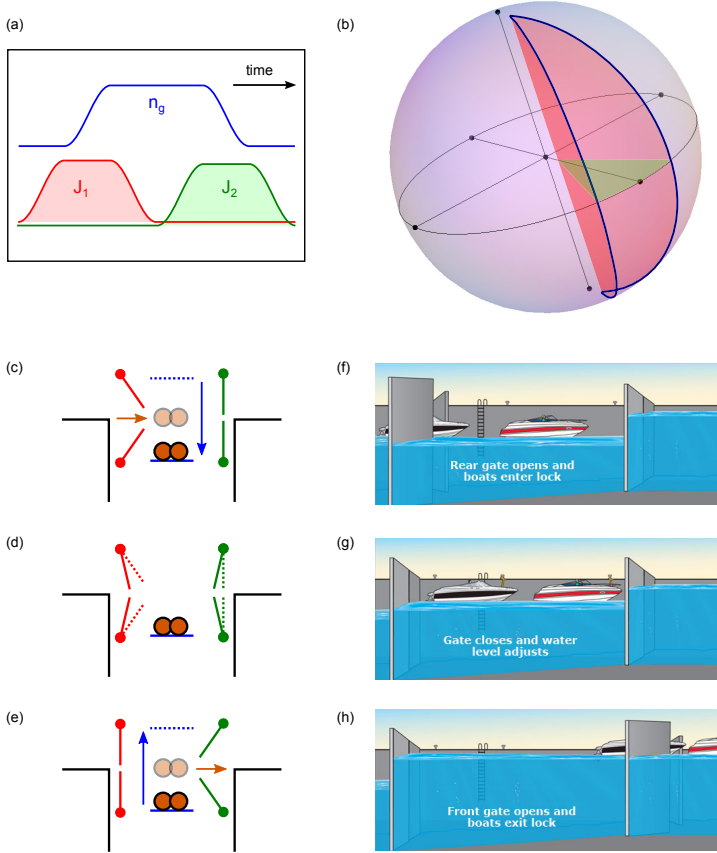 (a)
time
n_g
J_1
J_2
(b)
(c)
(f)
Rear gate opens and
boats enter lock
(d)
(g)
Gate closes and water
level adjusts
(e)
(h)
Front gate opens and
boats exit lock